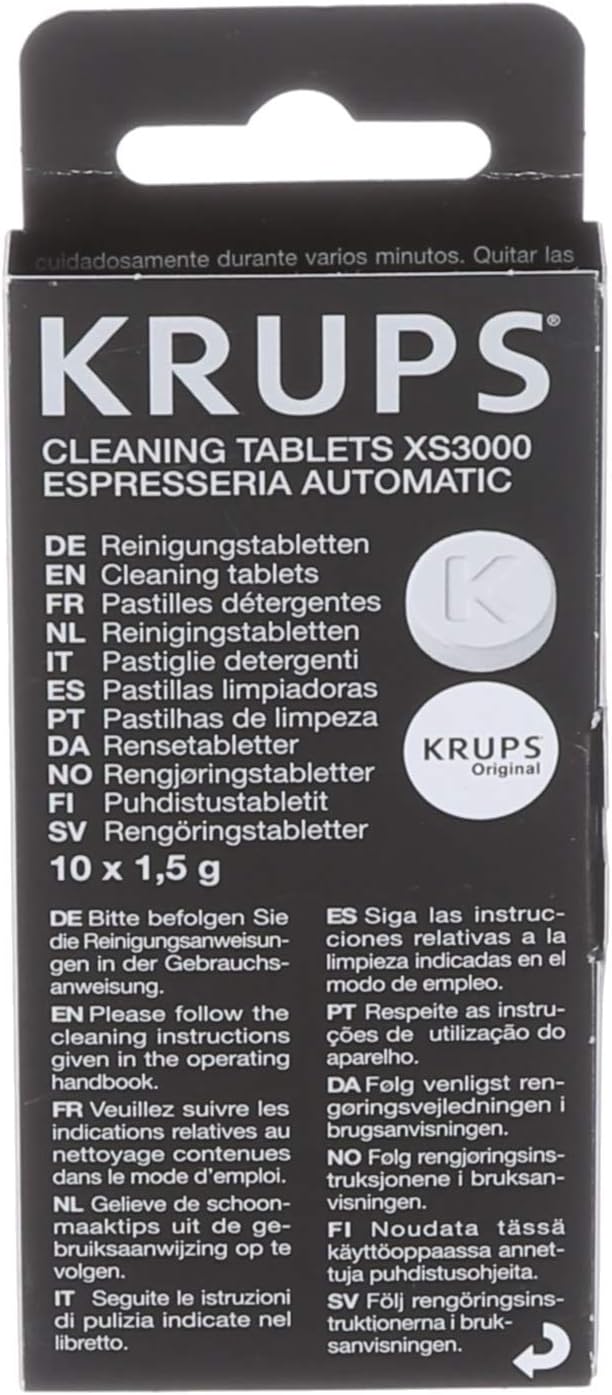 cuidadosamente durante varios minutos. Quitar las
KRUPS®
CLEANING TABLETS XS3000
ESPRESSERIA AUTOMATIC
DE Reinigungstabletten
EN Cleaning tablets
FR Pastilles détergentes
NL Reinigingstabletten
IT Pastiglie detergenti
ES Pastillas limpiadoras
PT Pastilhas de limpeza
DA Rensetabletter
NO Rengjøringstabletter
FI Puhdistustabletit
SV Rengöringstabletter
10 x 1,5 g
K
KRUPS
Original
DE Bitte befolgen Sie
die Reinigungsanweisun-
gen in der Gebrauchs-
anweisung.
EN Please follow the
cleaning instructions
given in the operating
handbook.
FR Veuillez suivre les
indications relatives au
nettoyage contenues
dans le mode d'emploi.
NL Gelieve de schoon-
maaktips uit de ge-
bruiksaanwijzing op te
volgen.
IT Seguite le istruzioni
di pulizia indicate nel
libretto.
ES Siga las instruc-
ciones relativas a la
limpieza indicadas en el
modo de empleo.
PT Respeite as instru-
ções de utilização do
aparelho.
DA Følg venligst ren-
gøringsvejledningen i
brugsanvisningen.
NO Følg rengjøringsins-
truksjonene i bruksan-
visningen.
FI Noudata tässä
käyttöoppaassa annet-
tuja puhdistusohjeita.
SV Följ rengöringsins-
truktionerna i bruk-
sanvisningen.